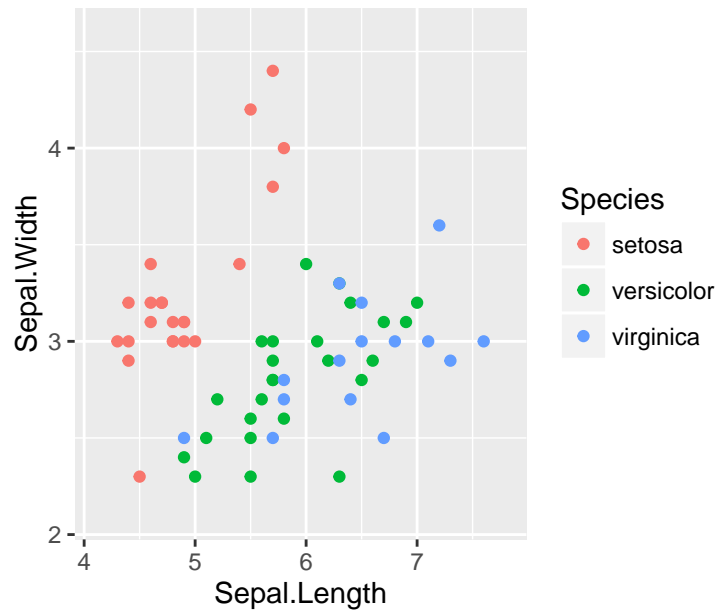 4
3
2
Sepal.Width
4 5 6 7
Sepal.Length
Species
setosa
versicolor
virginica